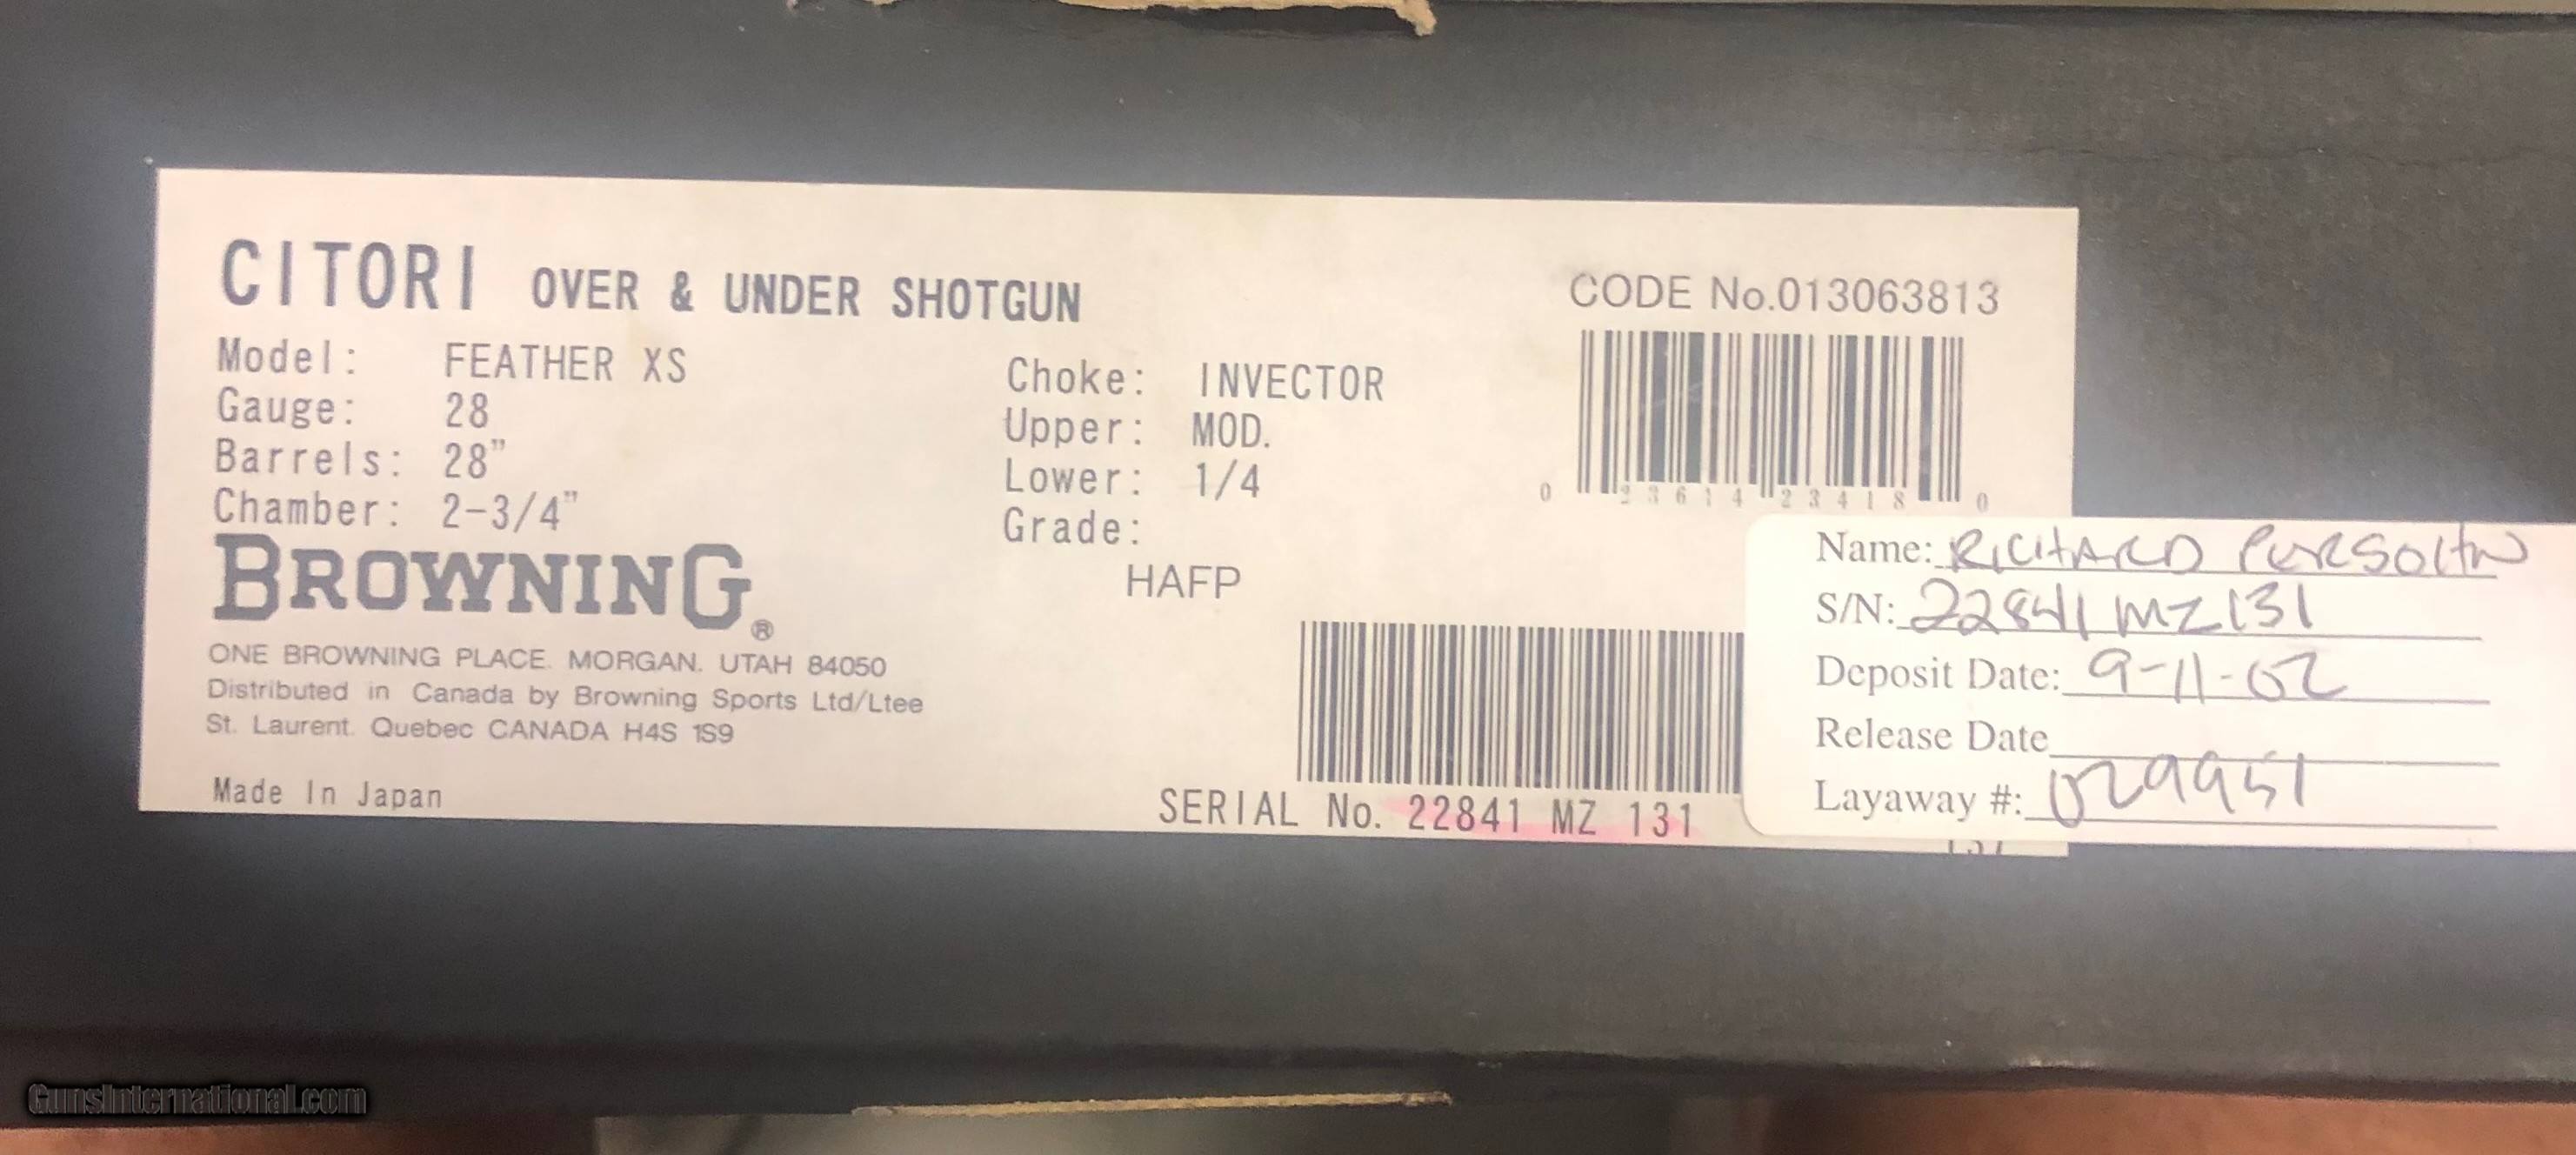 CITORI OVER & UNDER SHOTGUN
Model: FEATHER XS
Gauge: 28
Barrels: 28"
Chamber: 2-3/4"
Choke: INVECTOR
Upper: MOD.
Lower: 1/4
Grade:
HAFP
CODE No.013063813
0 23614 23418 0
BROWNING®
ONE BROWNING PLACE. MORGAN. UTAH 84050
Distributed in Canada by Browning Sports Ltd/Ltee
St. Laurent. Quebec CANADA H4S 1S9
Made In Japan
SERIAL No. 22841 MZ 131
Name: RICHARD
S/N: 22841 MZ131
Deposit Date: 9-11-02
Release Date
Layaway #: 029951
GunsInternational.com